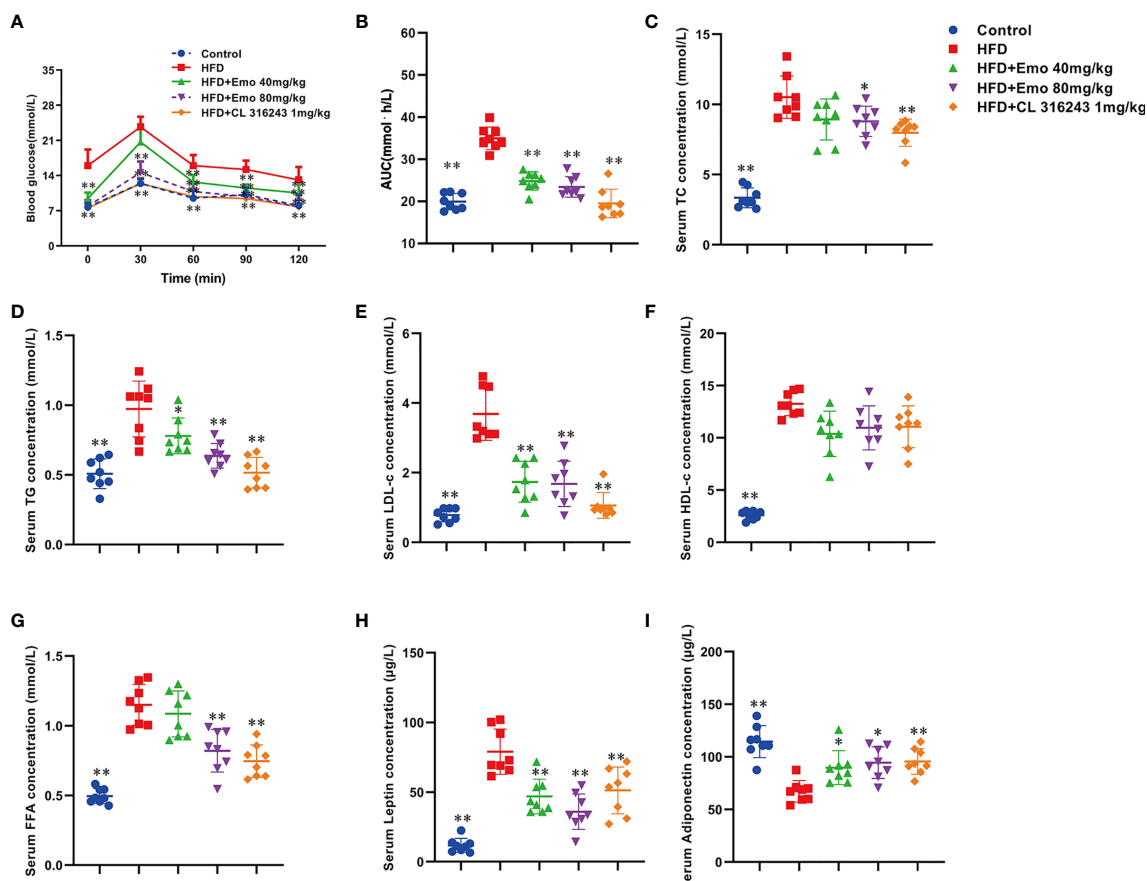 A
Control
HFD
HFD+Emo 40mg/kg
HFD+Emo 80mg/kg
HFD+CL 316243 1mg/kg
Blood glucose(mmol/L)
35
28
21
14
7
0
** ** ** ** **
** ** ** ** **
** ** ** ** **
0 30 60 90 120
Time (min)
B
AUC(mmol· h/L)
60
50
40
30
20
10
** ** ** **
C
Serum TC concentration (mmol/L)
15
10
5
0
** * **
Control
HFD
HFD+Emo 40mg/kg
HFD+Emo 80mg/kg
HFD+CL 316243 1mg/kg
D
Serum TG concentration (mmol/L)
1.5
1.0
0.5
0.0
** * ** **
E
Serum LDL-c concentration (mmol/L)
6
4
2
0
** ** ** **
F
Serum HDL-c concentration (mmol/L)
20
15
10
5
0
**
G
Serum FFA concentration (mmol/L)
1.5
1.0
0.5
0.0
** ** **
H
Serum Leptin concentration (µg/L)
150
100
50
0
** ** ** **
I
erum Adiponectin concentration (µg/L)
200
150
100
50
0
** * * **